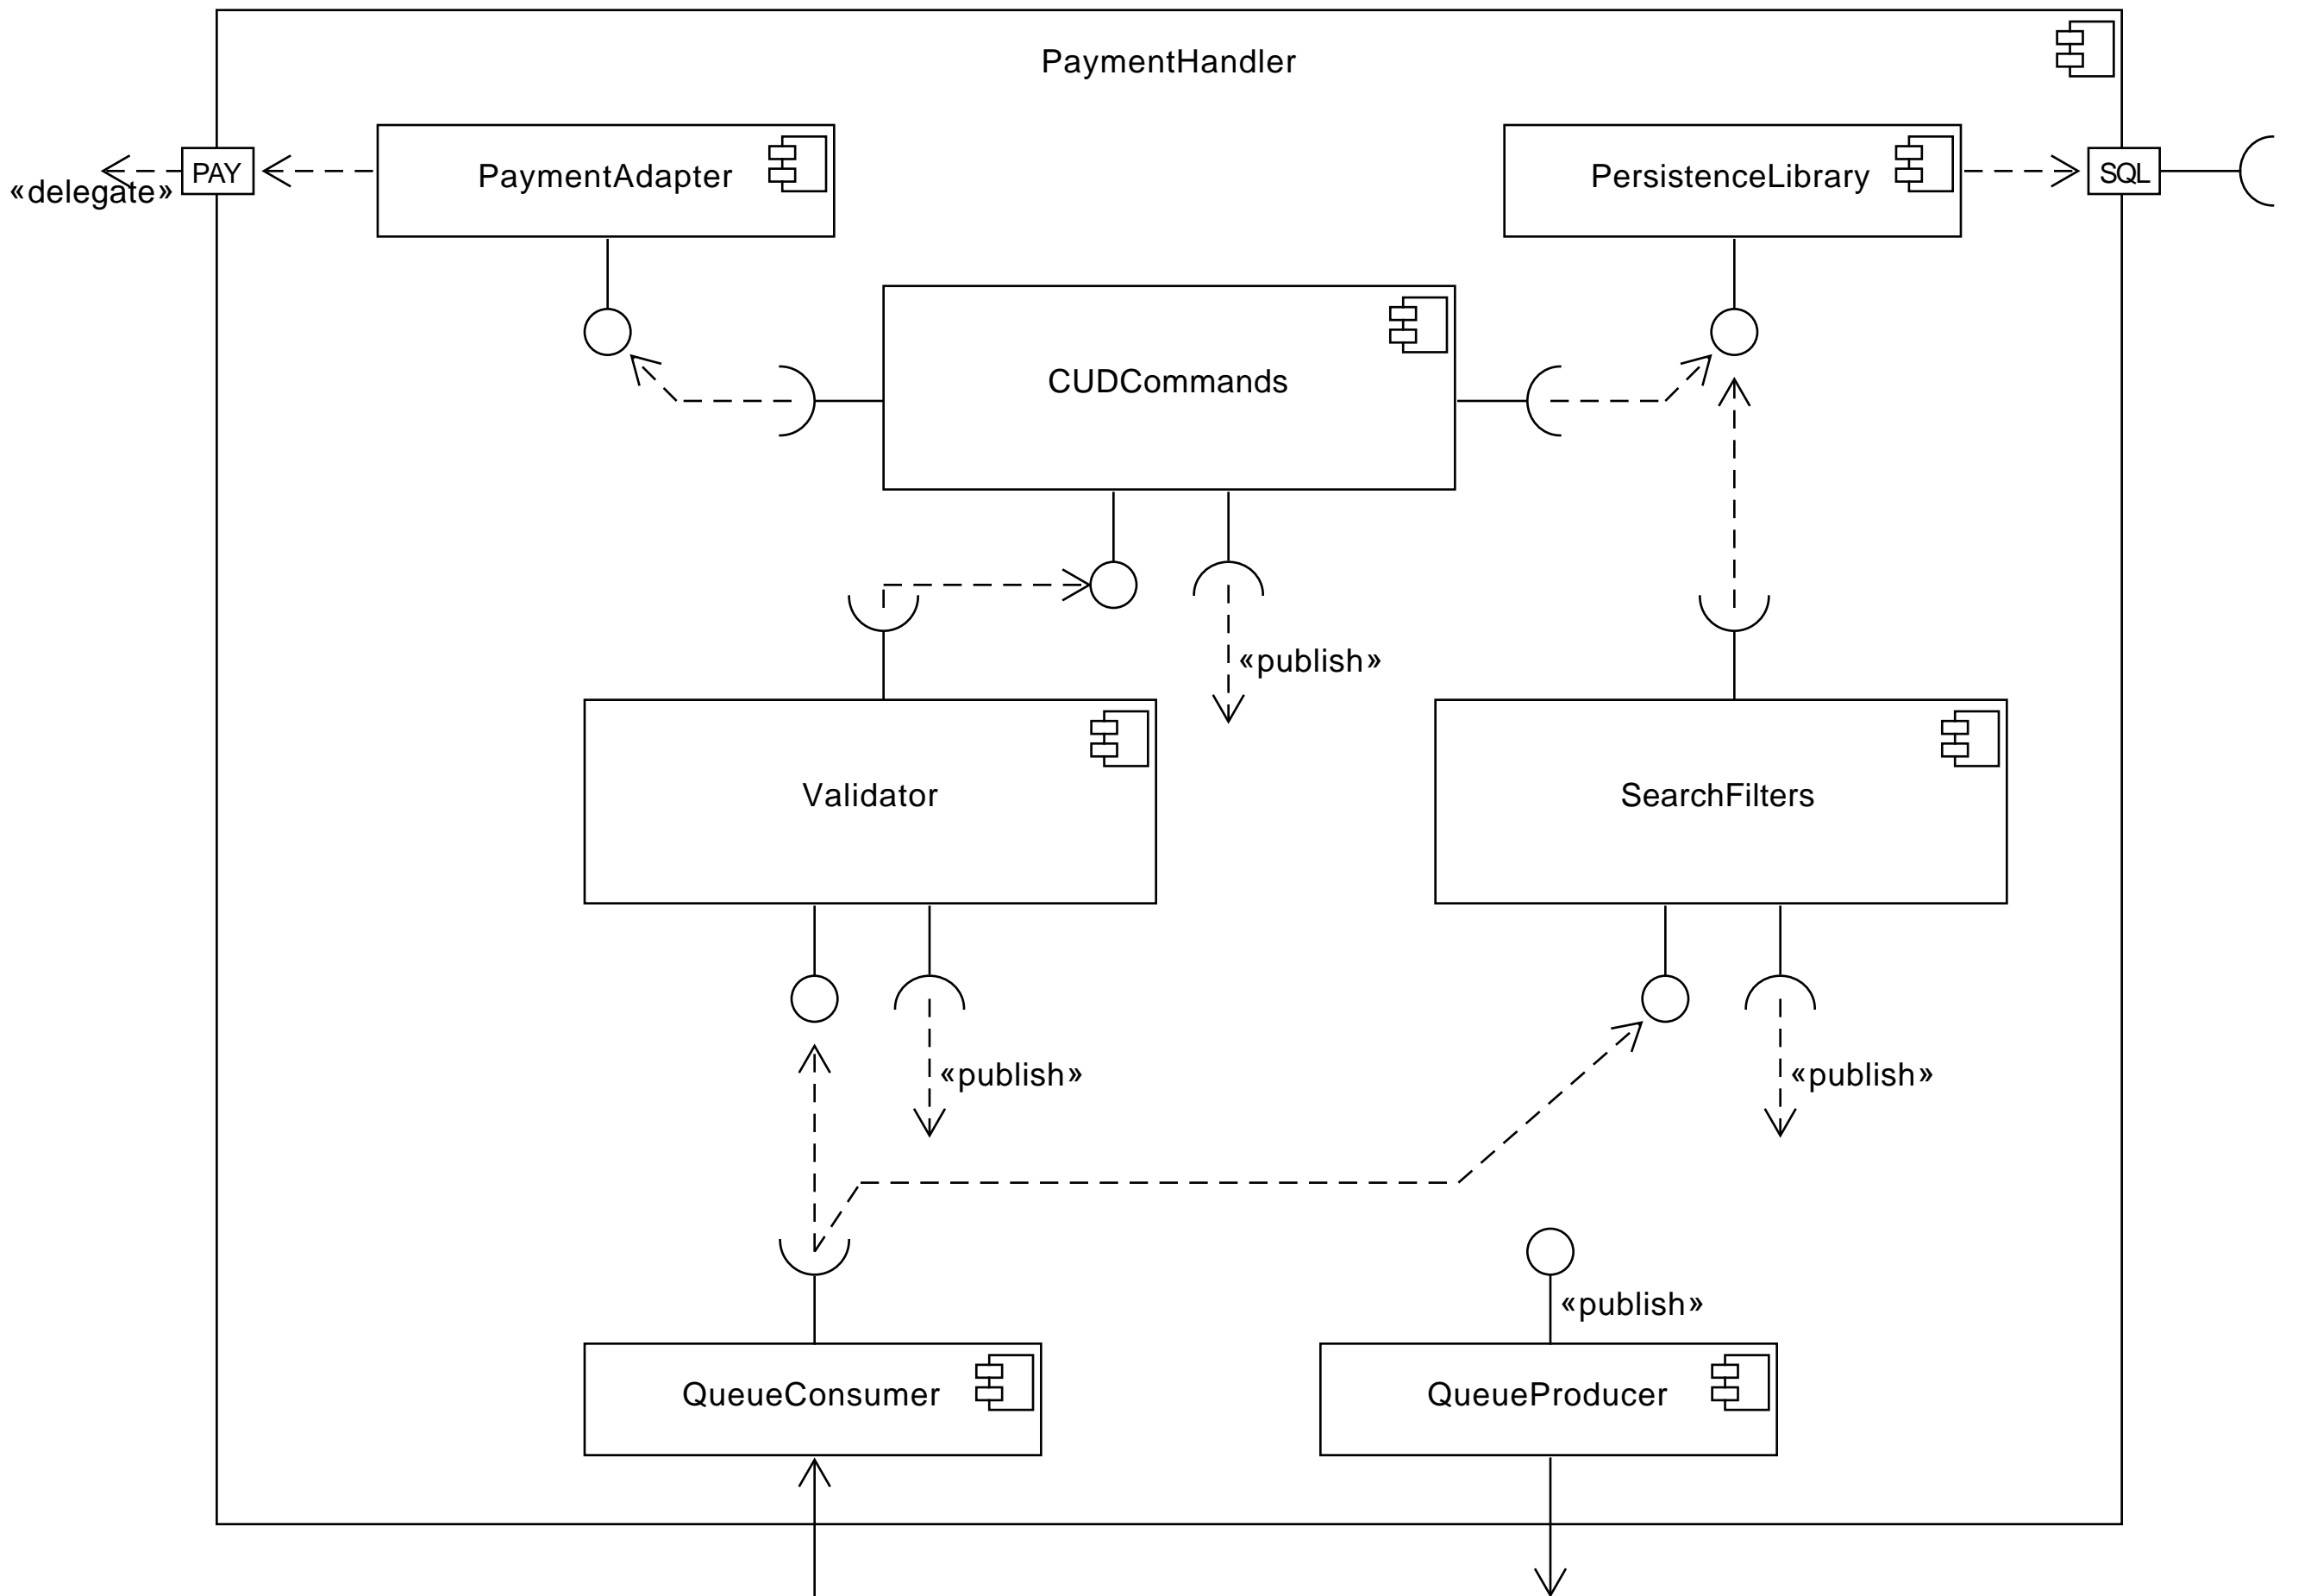 PaymentHandler
PAY
PaymentAdapter
PersistenceLibrary
SQL
«delegate»
CUDCommands
«publish»
Validator
SearchFilters
«publish»
«publish»
«publish»
QueueConsumer
QueueProducer